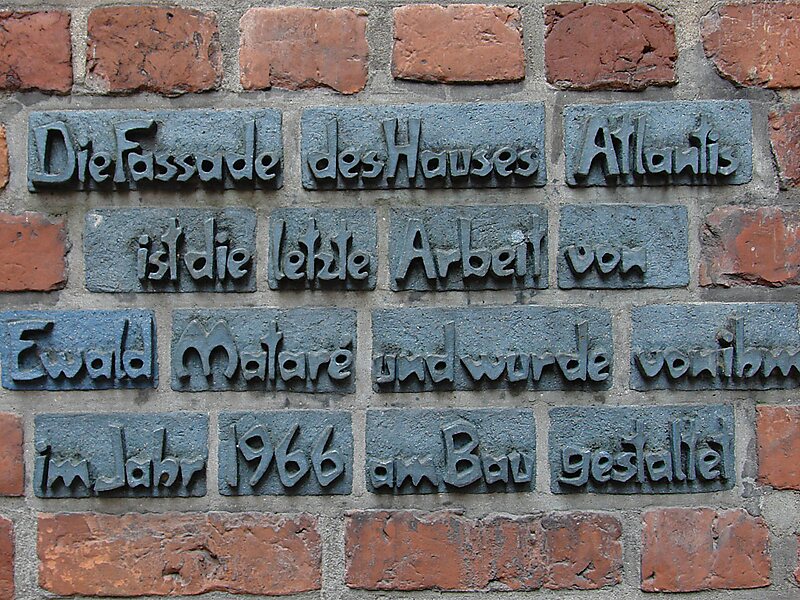 Die Fassade des Hauses Atlantis
ist die letzte Arbeit von
Ewald Mataré und wurde von ihm
im Jahr 1966 am Bau gestaltet